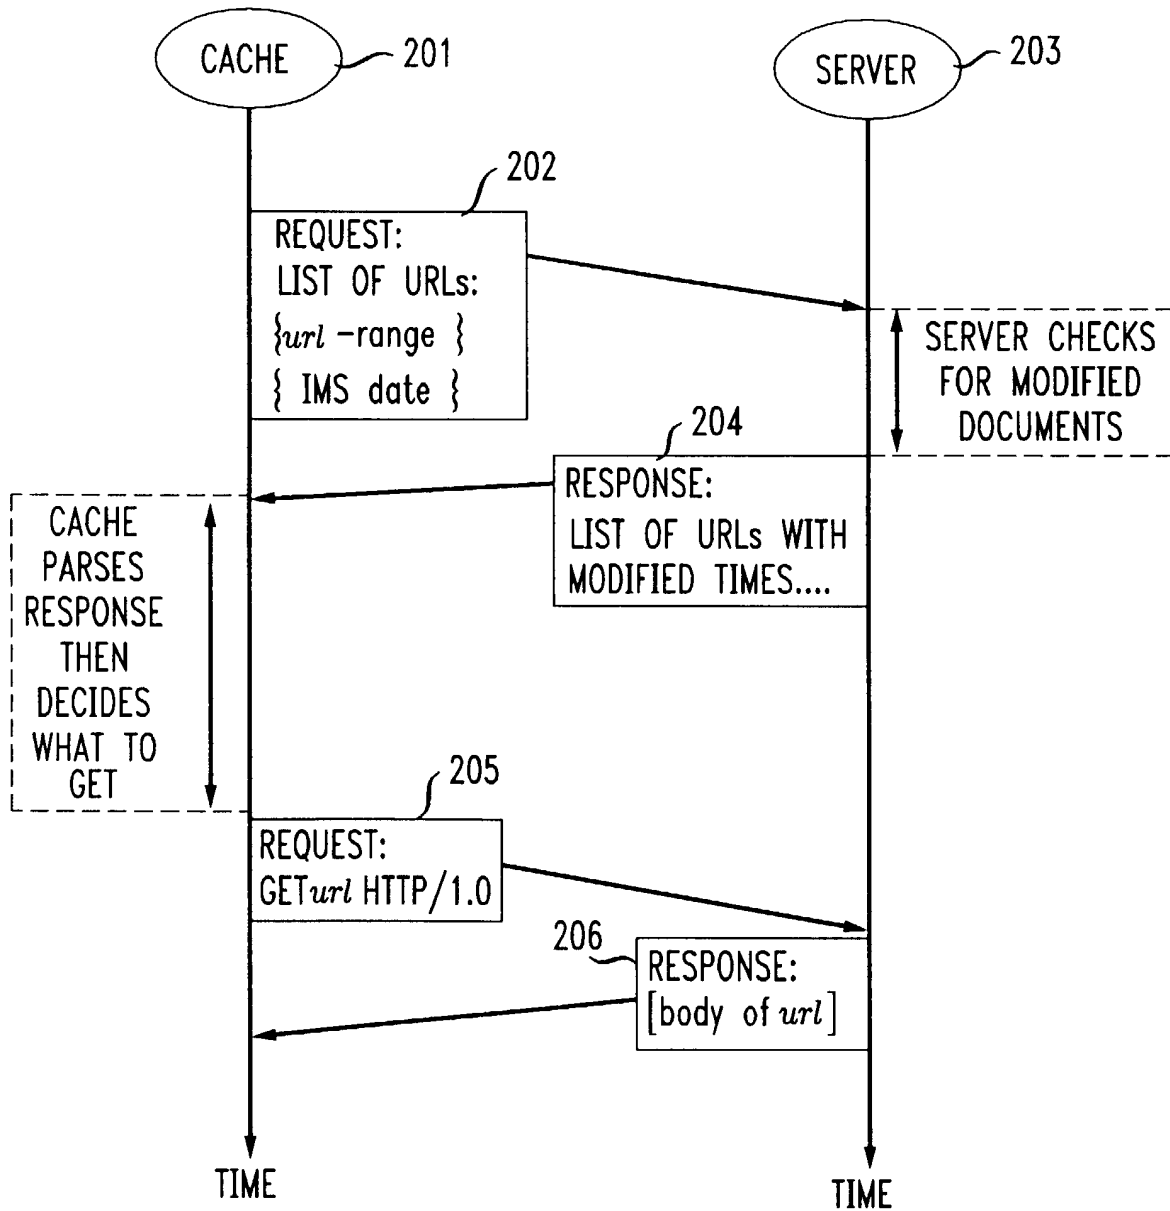 CACHE
201
SERVER
203
202
REQUEST:
LIST OF URLs:
{url -range }
{ IMS date }
SERVER CHECKS
FOR MODIFIED
DOCUMENTS
204
RESPONSE:
LIST OF URLs WITH
MODIFIED TIMES....
CACHE
PARSES
RESPONSE
THEN
DECIDES
WHAT TO
GET
205
REQUEST:
GET url HTTP/1.0
206
RESPONSE:
[body of url]
TIME
TIME